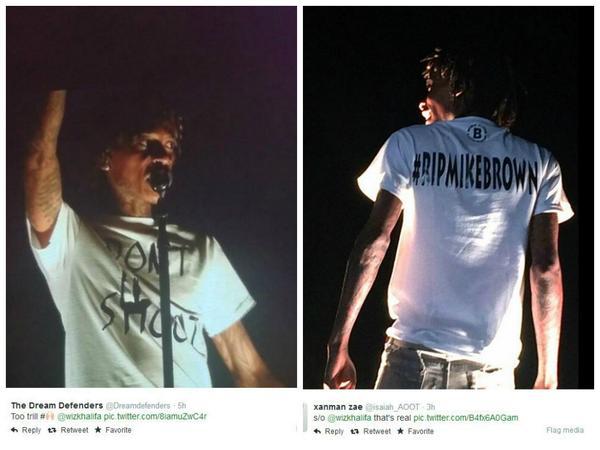 DON'T
SHOOT
The Dream Defenders @Dreamdefenders · 5h
Too trill #🙌🏻 @wizkhalifa pic.twitter.com/8iamuZwC4r
Reply Retweet Favorite
B
#RIPMIKEBROWN
xanman zae @isaiah_AOOT · 3h
s/o @wizkhalifa that's real pic.twitter.com/B4fx6A0Gam
Reply Retweet Favorite Flag media